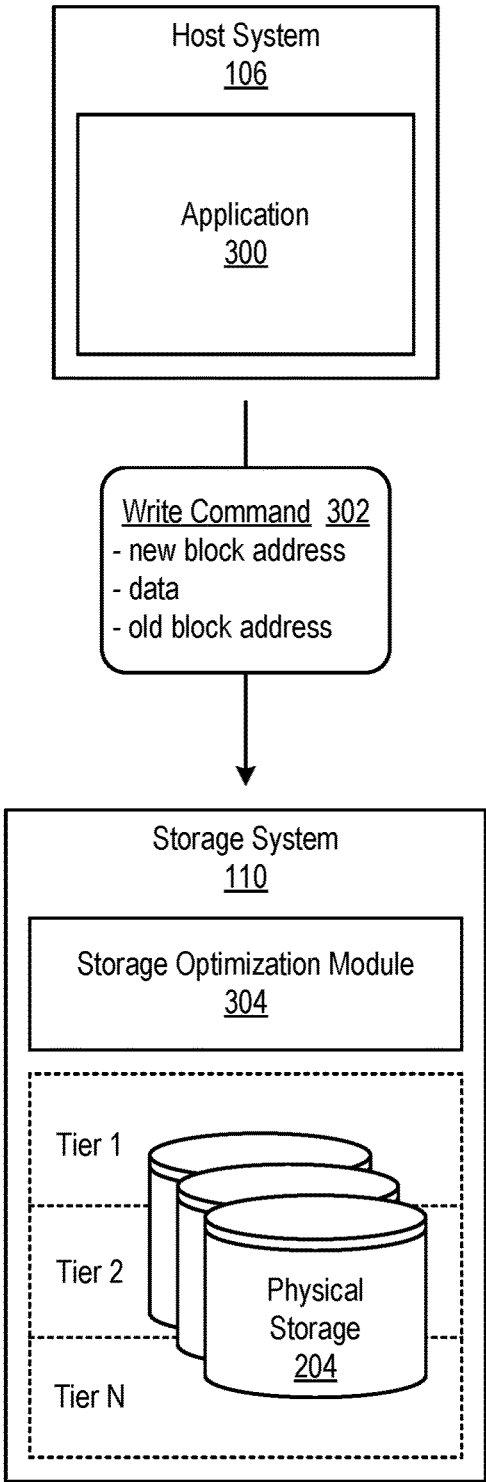 Host System
106
Application
300
Write Command 302
- new block address
- data
- old block address
Storage System
110
Storage Optimization Module
304
Tier 1
Tier 2
Physical
Storage
204
Tier N